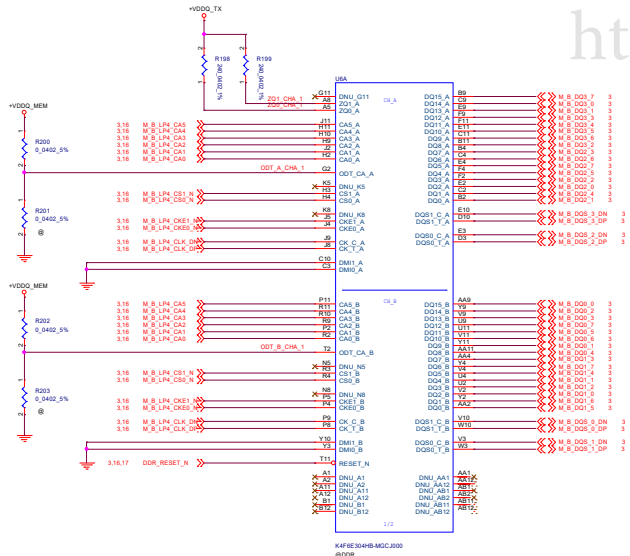 ht
+VDDQ_TX
R198
240_0402_1%
R199
240_0402_1%
ZQ1_CHA_1
ZQ0_CHA_1
+VDDQ_MEM
R200
0_0402_5%
R201
0_0402_5%
@
ODT_A_CHA_1
3,16 M_B_LP4_CA5
3,16 M_B_LP4_CA4
3,16 M_B_LP4_CA3
3,16 M_B_LP4_CA2
3,16 M_B_LP4_CA1
3,16 M_B_LP4_CA0
3,16 M_B_LP4_CS1_N
3,16 M_B_LP4_CS0_N
3,16 M_B_LP4_CKE1_N
3,16 M_B_LP4_CKE0_N
3,16 M_B_LP4_CLK_DN
3,16 M_B_LP4_CLK_DP
U6A
CH_A
G11 DNU_G11
A8 ZQ1_A
A5 ZQ0_A
J11 CA5_A
H11 CA4_A
H10 CA3_A
H9 CA2_A
J2 CA1_A
H2 CA0_A
G2 ODT_CA_A
K5 DNU_K5
H3 CS1_A
H4 CS0_A
K8 DNU_K8
J5 CKE1_A
J4 CKE0_A
J9 CK_C_A
J8 CK_T_A
C10 DMI1_A
C3 DMI0_A
DQ15_A B9 M_B_DQ3_7 3
DQ14_A C9 M_B_DQ3_0 3
DQ13_A E9 M_B_DQ3_1 3
DQ12_A F9 M_B_DQ3_3
DQ11_A F11 M_B_DQ3_4 3
DQ10_A E11 M_B_DQ3_5 3
DQ9_A C11 M_B_DQ3_6 3
DQ8_A B11 M_B_DQ3_2 3
DQ7_A B4 M_B_DQ2_3 3
DQ6_A C4 M_B_DQ2_6 3
DQ5_A E4 M_B_DQ2_7 3
DQ4_A F4 M_B_DQ2_5 3
DQ3_A F2 M_B_DQ2_2 3
DQ2_A E2 M_B_DQ2_0 3
DQ1_A C2 M_B_DQ2_4 3
DQ0_A B2 M_B_DQ2_1 3
DQS1_C_A E10 M_B_DQS_3_DN 3
DQS1_T_A D10 M_B_DQS_3_DP 3
DQS0_C_A E3 M_B_DQS_2_DN 3
DQS0_T_A D3 M_B_DQS_2_DP 3
+VDDQ_MEM
R202
0_0402_5%
R203
0_0402_5%
@
ODT_B_CHA_1
3,16 M_B_LP4_CA5
3,16 M_B_LP4_CA4
3,16 M_B_LP4_CA3
3,16 M_B_LP4_CA2
3,16 M_B_LP4_CA1
3,16 M_B_LP4_CA0
3,16 M_B_LP4_CS1_N
3,16 M_B_LP4_CS0_N
3,16 M_B_LP4_CKE1_N
3,16 M_B_LP4_CKE0_N
3,16 M_B_LP4_CLK_DN
3,16 M_B_LP4_CLK_DP
3,16,17 DDR_RESET_N
CH_B
P11 CA5_B
R11 CA4_B
R10 CA3_B
R9 CA2_B
P2 CA1_B
R2 CA0_B
T2 ODT_CA_B
N5 DNU_N5
R3 CS1_B
R4 CS0_B
N8 DNU_N8
P5 CKE1_B
P4 CKE0_B
P9 CK_C_B
P8 CK_T_B
Y10 DMI1_B
Y3 DMI0_B
T11 RESET_N
A1 DNU_A1
A2 DNU_A2
A11 DNU_A11
A12 DNU_A12
B1 DNU_B1
B12 DNU_B12
DQ15_B AA9 M_B_DQ0_0 3
DQ14_B Y9 M_B_DQ0_2 3
DQ13_B V9 M_B_DQ0_3 3
DQ12_B U9 M_B_DQ0_7 3
DQ11_B U11 M_B_DQ0_5 3
DQ10_B V11 M_B_DQ0_6 3
DQ9_B Y11 M_B_DQ0_1 3
DQ8_B AA11 M_B_DQ0_4 3
DQ7_B AA4 M_B_DQ1_3 3
DQ6_B Y4 M_B_DQ1_7 3
DQ5_B V4 M_B_DQ1_4 3
DQ4_B U4 M_B_DQ1_1 3
DQ3_B U2 M_B_DQ1_2 3
DQ2_B V2 M_B_DQ1_0 3
DQ1_B Y2 M_B_DQ1_6 3
DQ0_B AA2 M_B_DQ1_5 3
DQS1_C_B V10 M_B_DQS_0_DN 3
DQS1_T_B W10 M_B_DQS_0_DP 3
DQS0_C_B V3 M_B_DQS_1_DN 3
DQS0_T_B W3 M_B_DQS_1_DP 3
DNU_AA1 AA1
DNU_AA12 AA12
DNU_AB1 AB1
DNU_AB2 AB2
DNU_AB11 AB11
DNU_AB12 AB12
1/2
K4F6E304HB-MGCJ000
@DDR